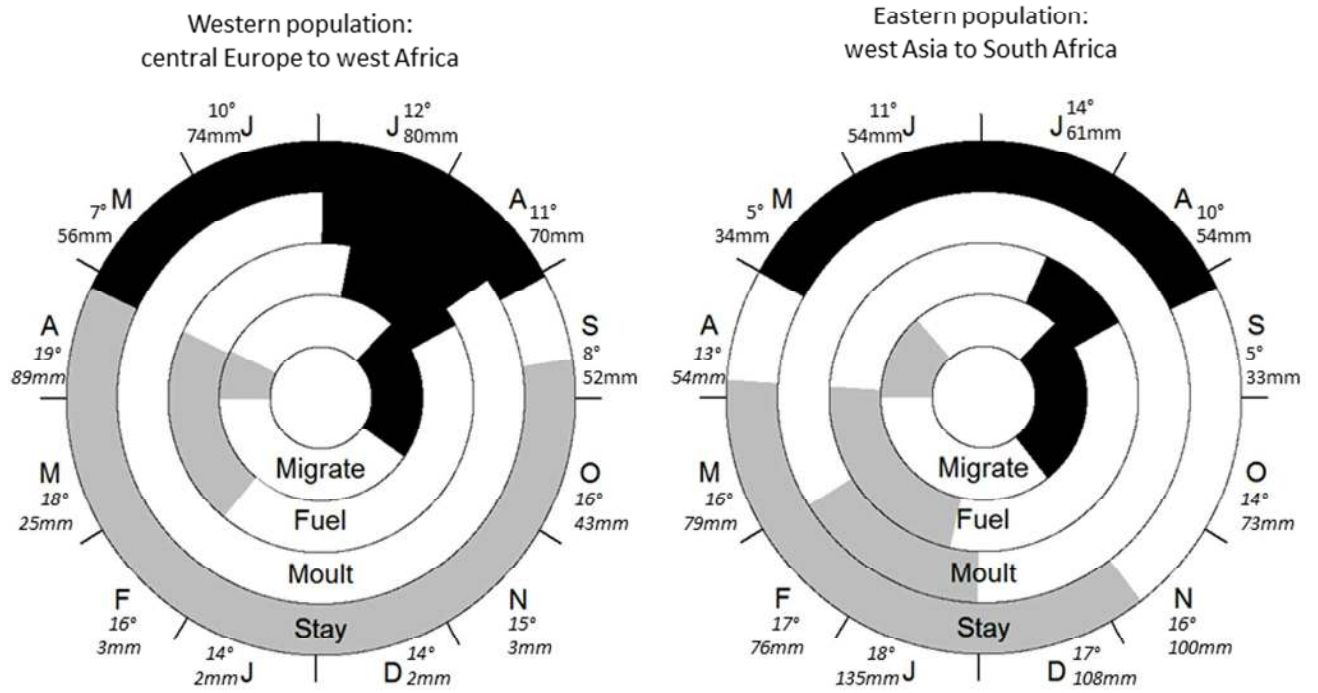 Western population:
central Europe to west Africa
10°
74mm J
J 12°
80mm
7° M
56mm
A 11°
70mm
A
19°
89mm
S
8°
52mm
M
18°
25mm
O
16°
43mm
F
16°
3mm
N
15°
3mm
14°
2mm J
D 14°
2mm
Migrate
Fuel
Moult
Stay
Eastern population:
west Asia to South Africa
11°
54mm J
J 14°
61mm
5° M
34mm
A 10°
54mm
A
13°
54mm
S
5°
33mm
M
16°
79mm
O
14°
73mm
F
17°
76mm
N
16°
100mm
18°
135mm J
D 17°
108mm
Migrate
Fuel
Moult
Stay